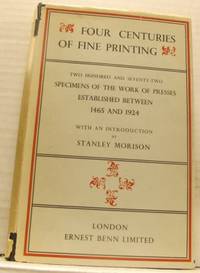 FOUR CENTURIES
OF FINE PRINTING
TWO HUNDRED AND SEVENTY-TWO
SPECIMENS OF THE WORK OF PRESSES
ESTABLISHED BETWEEN
1465 AND 1924
WITH AN INTRODUCTION
BY
STANLEY MORISON
LONDON
ERNEST BENN LIMITED